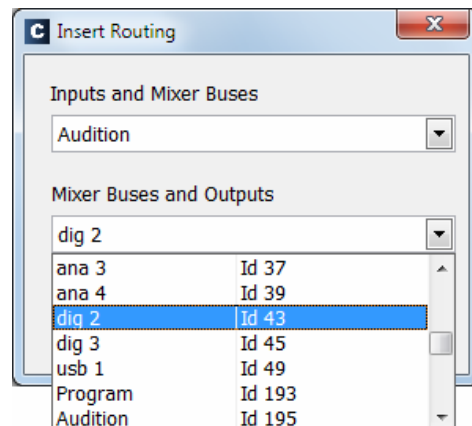 C Insert Routing
Inputs and Mixer Buses
Audition
Mixer Buses and Outputs
dig 2
ana 3 Id 37
ana 4 Id 39
dig 2 Id 43
dig 3 Id 45
usb 1 Id 49
Program Id 193
Audition Id 195